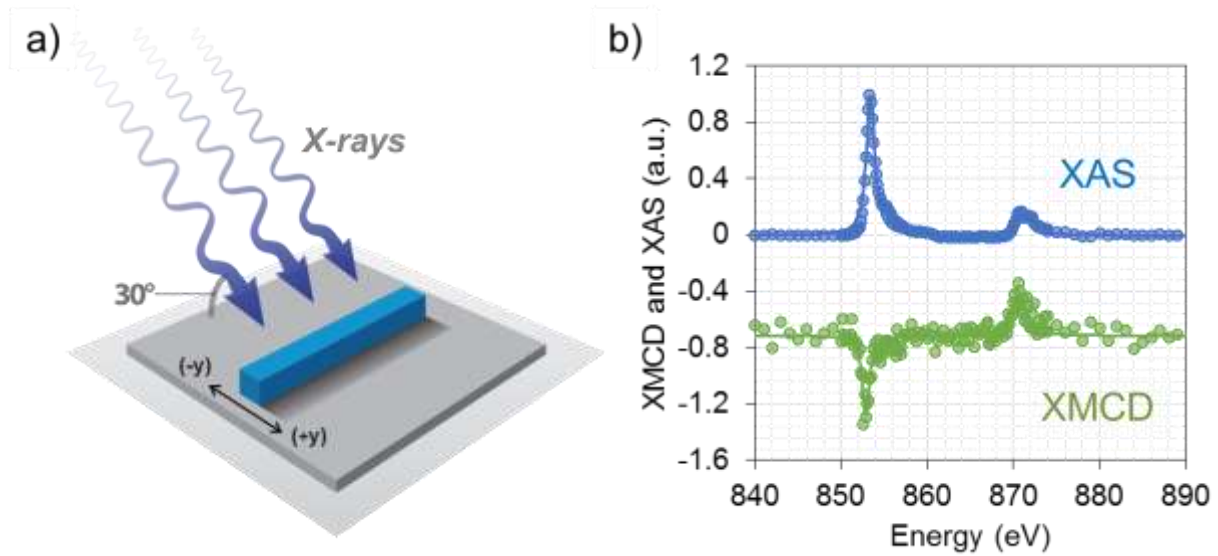 a)
X-rays
30°
(-y)
(+y)
b)
XMCD and XAS (a.u.)
1.2
0.8
0.4
0
-0.4
-0.8
-1.2
-1.6
XAS
XMCD
840 850 860 870 880 890
Energy (eV)